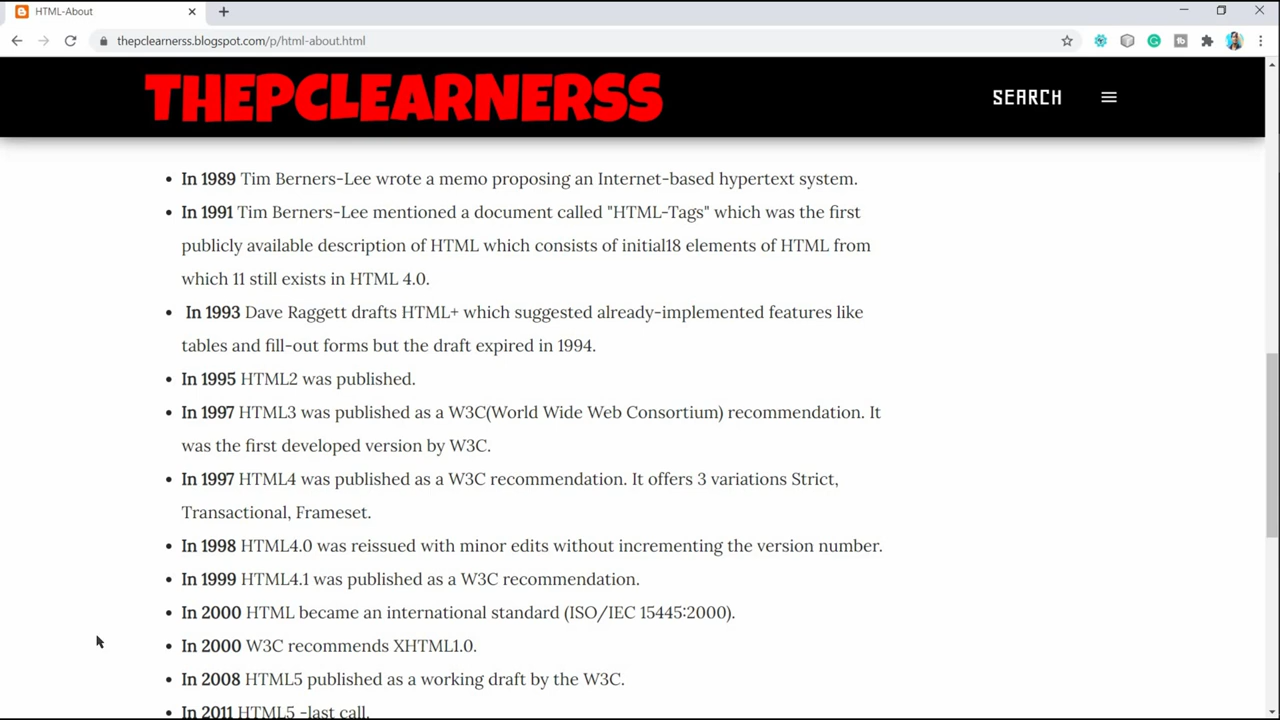 HTML-About
thepclearnerss.blogspot.com/p/html-about.html
THEPCLEARNERSS
SEARCH
• In 1989 Tim Berners-Lee wrote a memo proposing an Internet-based hypertext system.
• In 1991 Tim Berners-Lee mentioned a document called "HTML-Tags" which was the first
publicly available description of HTML which consists of initial18 elements of HTML from
which 11 still exists in HTML 4.0.
• In 1993 Dave Raggett drafts HTML+ which suggested already-implemented features like
tables and fill-out forms but the draft expired in 1994.
• In 1995 HTML2 was published.
• In 1997 HTML3 was published as a W3C(World Wide Web Consortium) recommendation. It
was the first developed version by W3C.
• In 1997 HTML4 was published as a W3C recommendation. It offers 3 variations Strict,
Transactional, Frameset.
• In 1998 HTML4.0 was reissued with minor edits without incrementing the version number.
• In 1999 HTML4.1 was published as a W3C recommendation.
• In 2000 HTML became an international standard (ISO/IEC 15445:2000).
• In 2000 W3C recommends XHTML1.0.
• In 2008 HTML5 published as a working draft by the W3C.
• In 2011 HTML5 -last call.